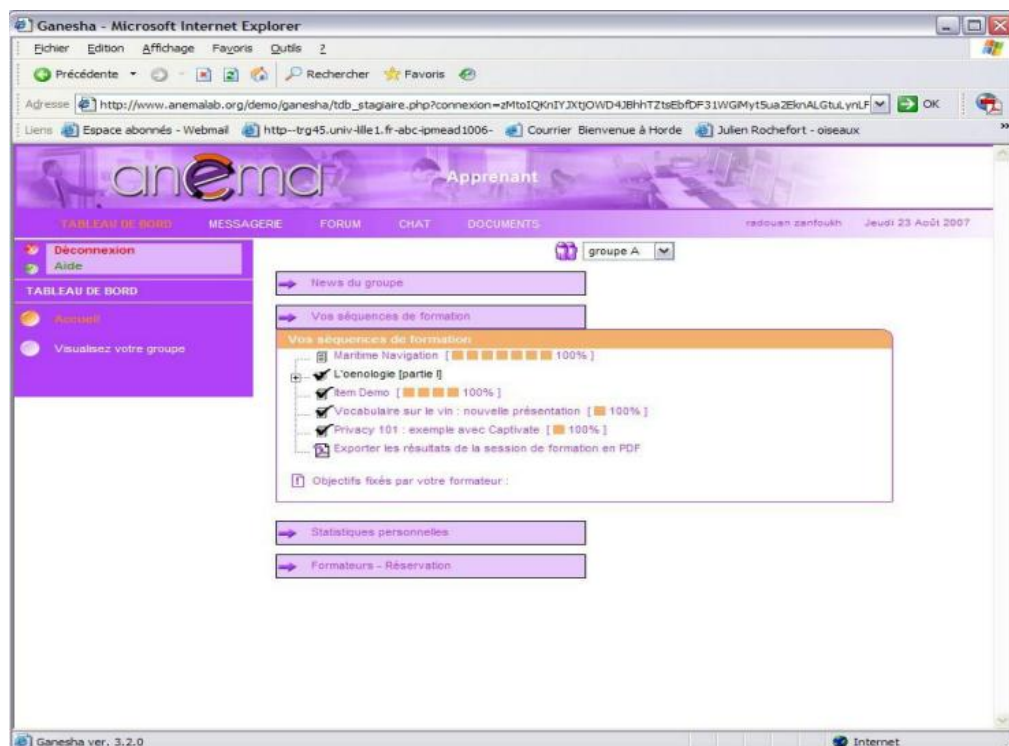 Ganesha - Microsoft Internet Explorer
Fichier Edition Affichage Favoris Outils ?
Précédente Rechercher Favoris
Adresse http://www.anemalab.org/demo/ganesha/tdb_stagiaire.php?connexion= OK
Liens Espace abonnés - Webmail http--trg45.univ-lille1.fr-abc-ipmead1006- Courrier Bienvenue à Horde Julien Rochefort - oiseaux »
anema Apprenant
TABLEAU DE BORD MESSAGERIE FORUM CHAT DOCUMENTS radouan zanfoukh Jeudi 23 Août 2007
Déconnexion
Aide
groupe A
TABLEAU DE BORD
Accueil
Visualisez votre groupe
News du groupe
Vos séquences de formation
Vos séquences de formation
Maritime Navigation [ 100% ]
L'oenologie [partie I]
Item Demo [ 100% ]
Vocabulaire sur le vin : nouvelle présentation [ 100% ]
Privacy 101 : exemple avec Captivate [ 100% ]
Exporter les résultats de la session de formation en PDF
Objectifs fixés par votre formateur :
Statistiques personnelles
Formateurs - Réservation
Ganesha ver. 3.2.0 Internet